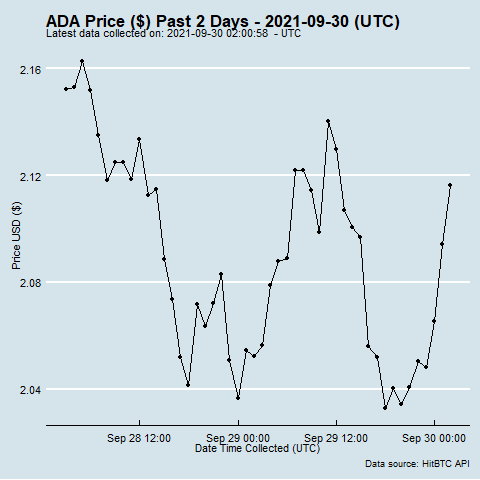 ADA Price ($) Past 2 Days - 2021-09-30 (UTC)
Latest data collected on: 2021-09-30 02:00:58  - UTC
2.16
2.12
2.08
2.04
Price USD ($)
Sep 28 12:00
Sep 29 00:00
Sep 29 12:00
Sep 30 00:00
Date Time Collected (UTC)
Data source: HitBTC API